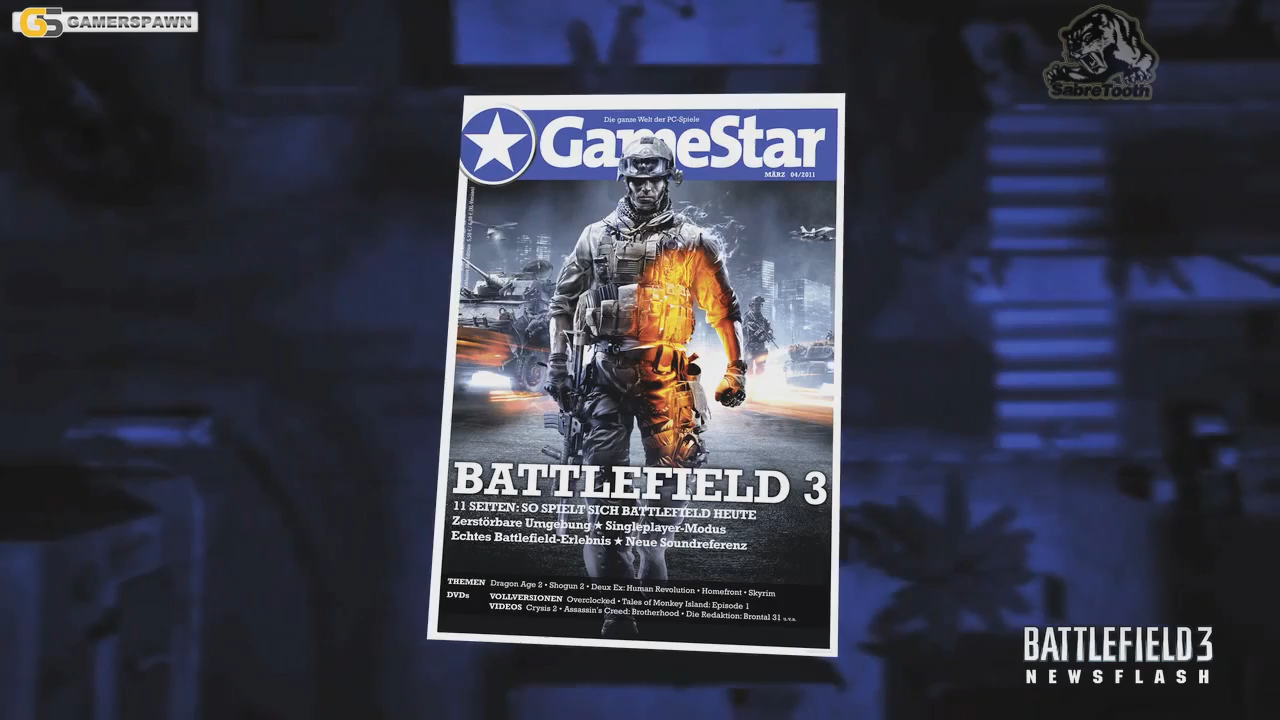 GS GAMERSPAWN
SabreTooth
Die ganze Welt der PC-Spiele
GameStar
MÄRZ 04/2011
BATTLEFIELD 3
11 SEITEN: SO SPIELT SICH BATTLEFIELD HEUTE
Zerstörbare Umgebung ★ Singleplayer-Modus
Echtes Battlefield-Erlebnis ★ Neue Soundreferenz
THEMEN Dragon Age 2 • Shogun 2 • Deux Ex: Human Revolution • Homefront • Skyrim
DVDs VOLLVERSIONEN Overclocked • Tales of Monkey Island: Episode 1
VIDEOS Crysis 2 • Assassin's Creed: Brotherhood • Die Redaktion: Brontal 31 u.v.a.
BATTLEFIELD 3
NEWSFLASH